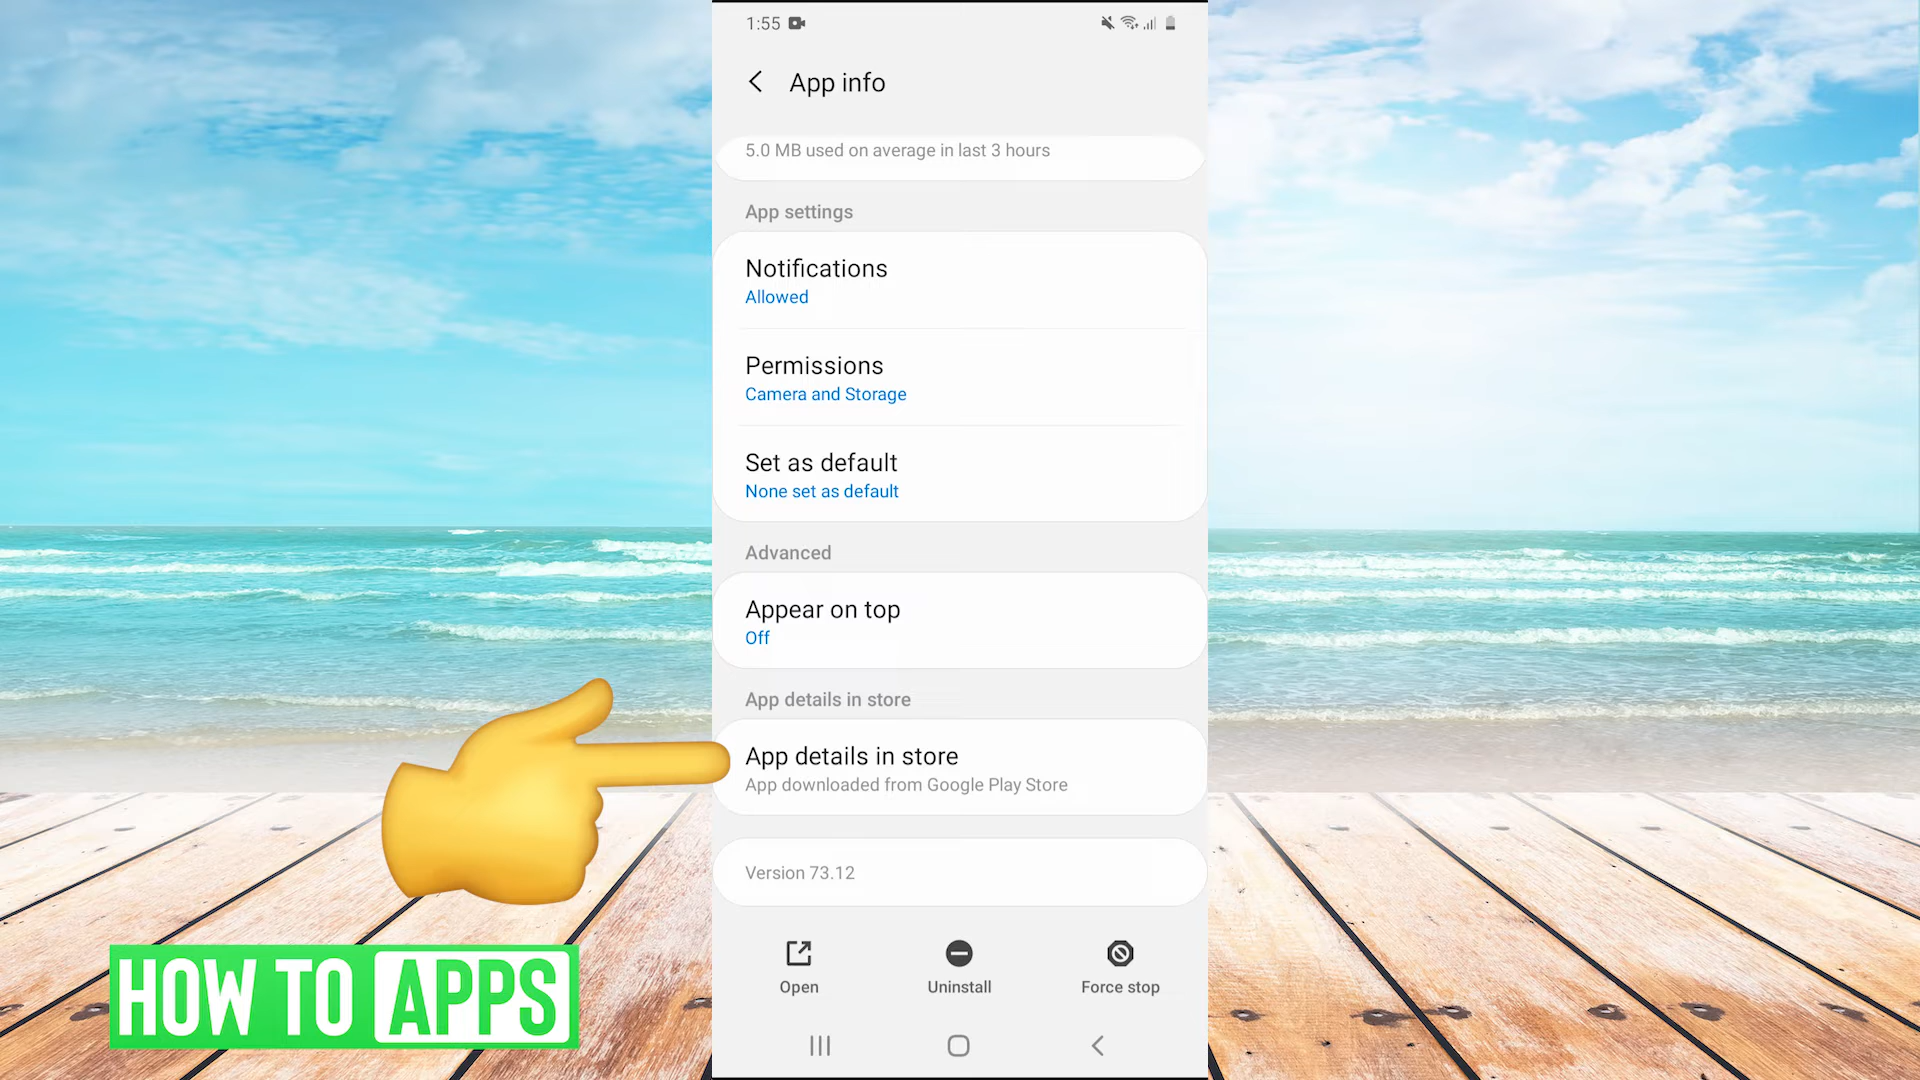 1:55
App info
5.0 MB used on average in last 3 hours
App settings
Notifications
Allowed
Permissions
Camera and Storage
Set as default
None set as default
Advanced
Appear on top
Off
App details in store
App details in store
App downloaded from Google Play Store
Version 73.12
Open Uninstall Force stop
HOW TO APPS